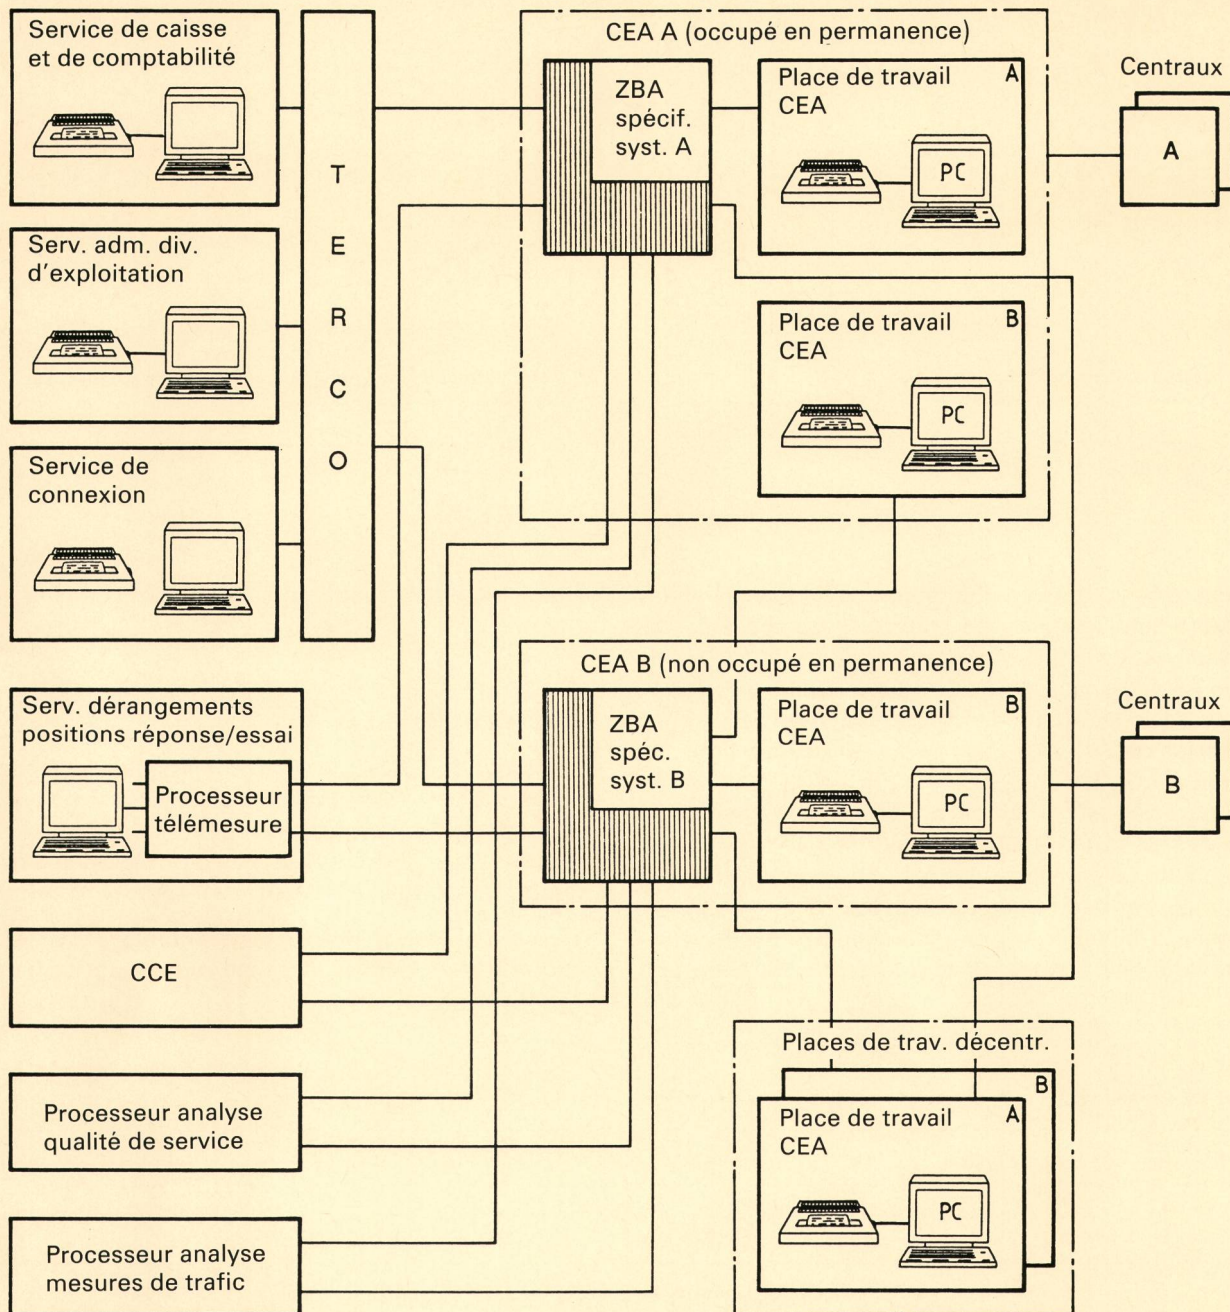 Service de caisse
et de comptabilité
Serv. adm. div.
d'exploitation
Service de
connexion
T
E
R
C
O
Serv. dérangements
positions réponse/essai
Processeur
télémesure
CCE
Processeur analyse
qualité de service
Processeur analyse
mesures de trafic
CEA A (occupé en permanence)
ZBA
spécif.
syst. A
Place de travail A
CEA
PC
Place de travail B
CEA
PC
Centraux
A
CEA B (non occupé en permanence)
ZBA
spéc.
syst. B
Place de travail B
CEA
PC
Centraux
B
Places de trav. décentr.
B
Place de travail A
CEA
PC